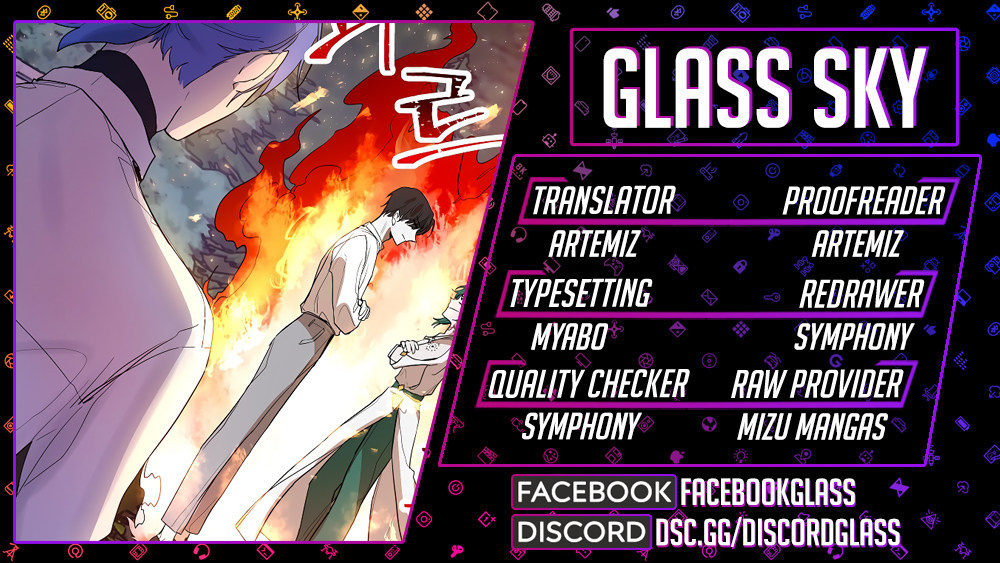 GLASS SKY
TRANSLATOR PROOFREADER
ARTEMIZ ARTEMIZ
TYPESETTING REDRAWER
MYABO SYMPHONY
QUALITY CHECKER RAW PROVIDER
SYMPHONY MIZU MANGAS
FACEBOOK FACEBOOKGLASS
DISCORD DSC.GG/DISCORDGLASS